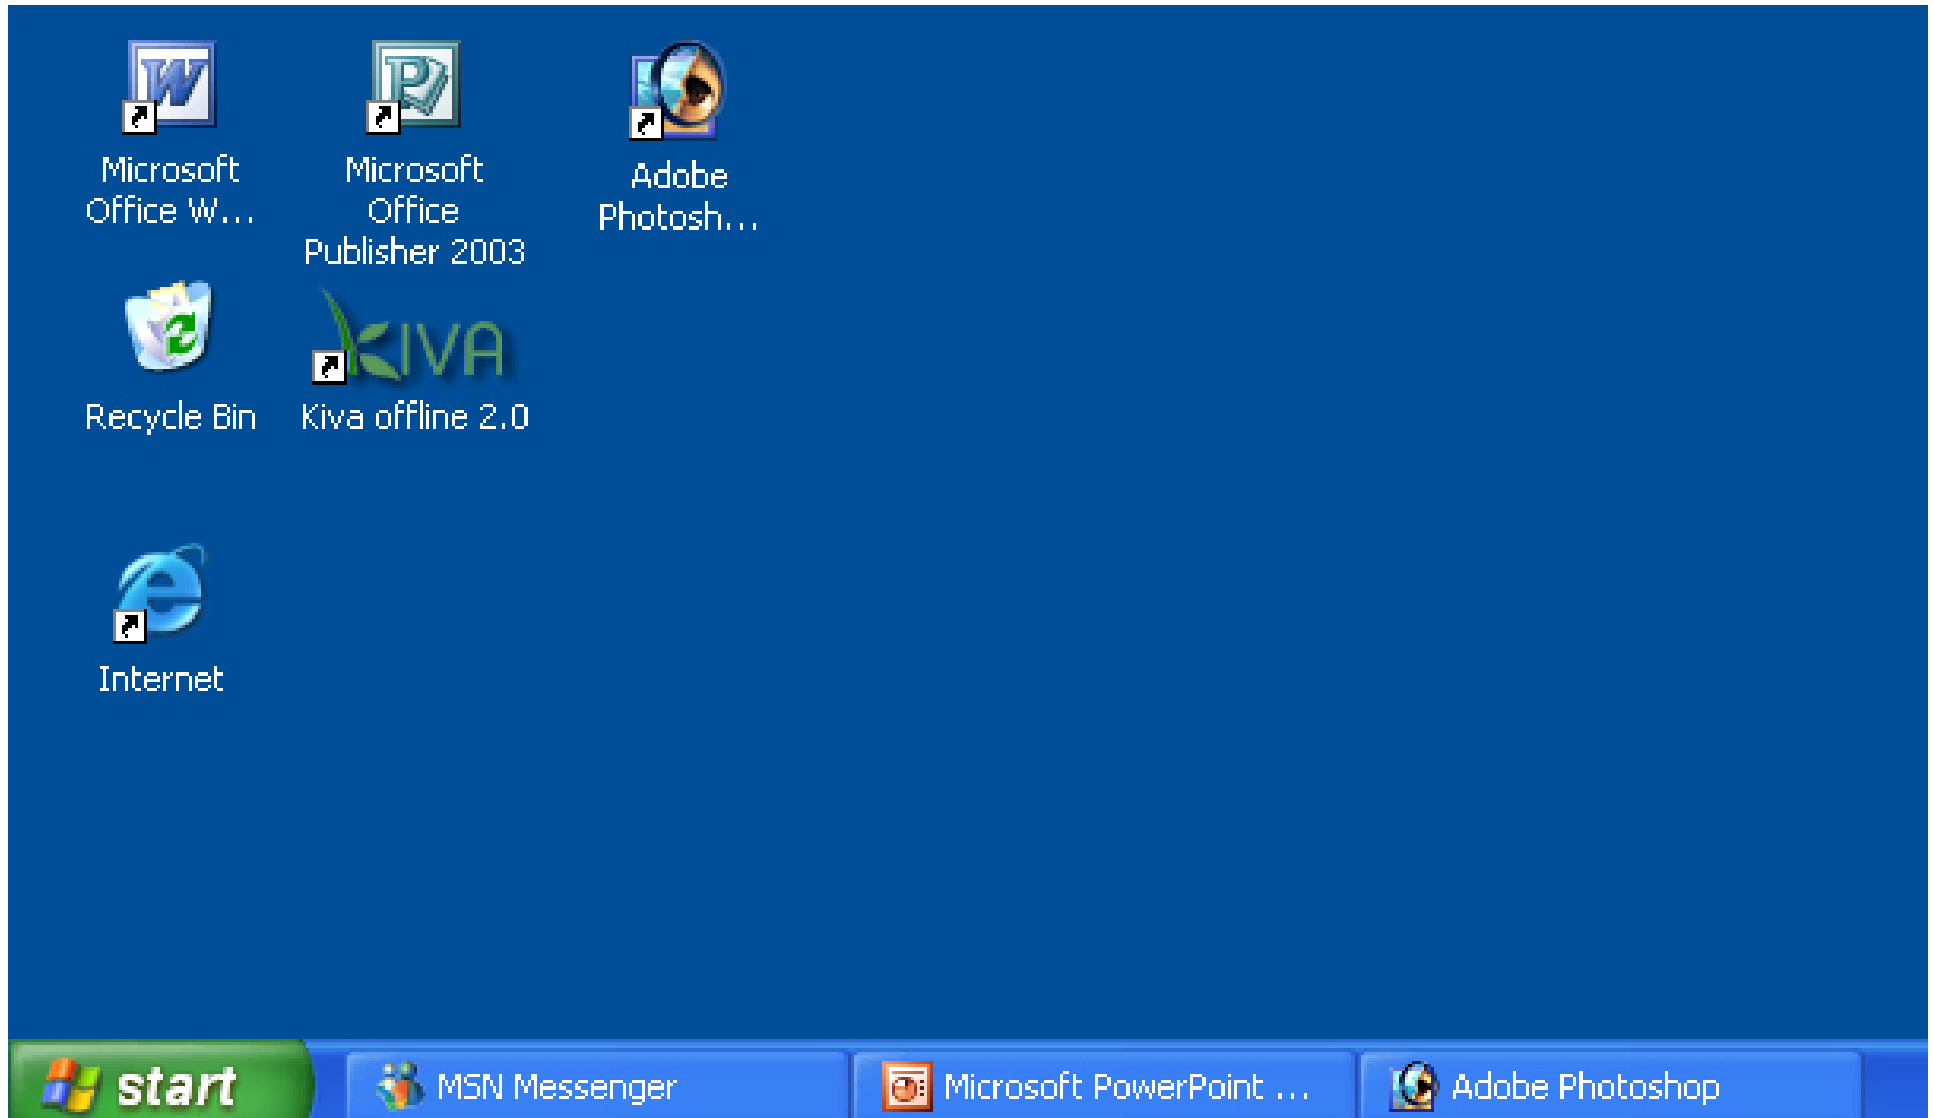 Microsoft
Office W...
Microsoft
Office
Publisher 2003
Adobe
Photosh...
Recycle Bin
KIVA
Kiva offline 2.0
Internet
start
MSN Messenger
Microsoft PowerPoint ...
Adobe Photoshop